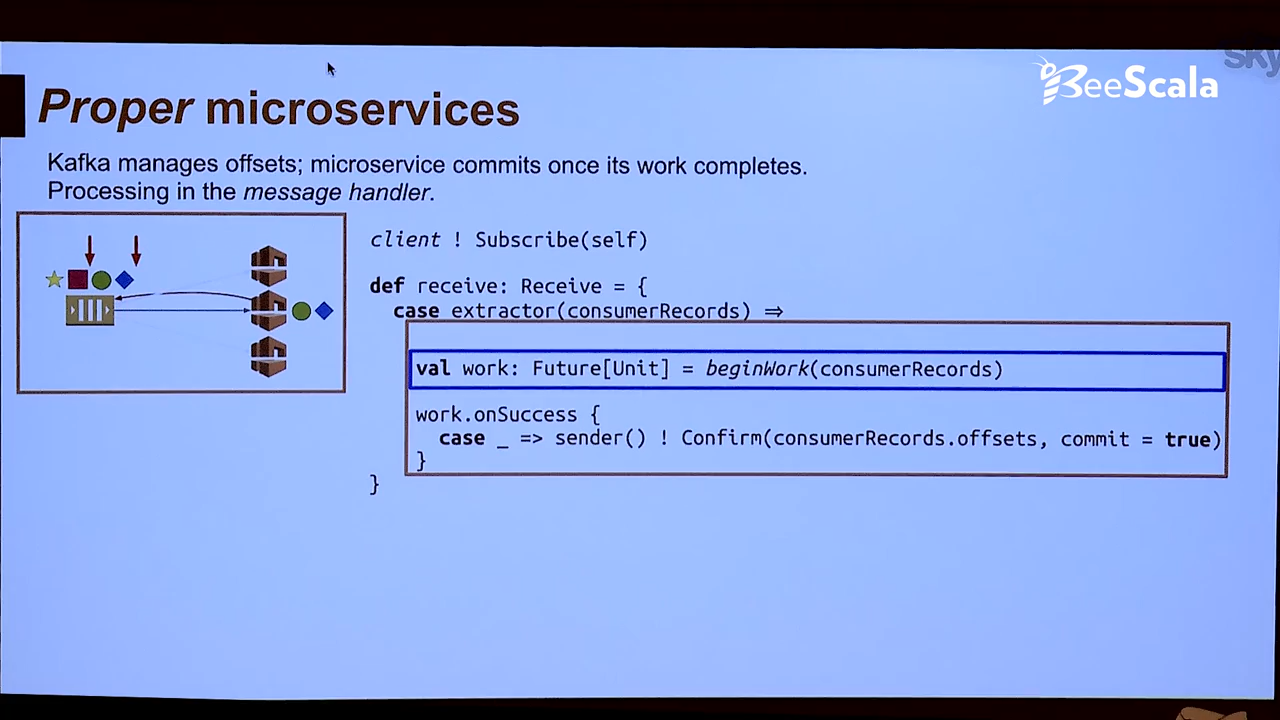 sky
BeeScala
Proper microservices
Kafka manages offsets; microservice commits once its work completes.
Processing in the message handler.
client ! Subscribe(self)
def receive: Receive = {
case extractor(consumerRecords) ⇒
val work: Future[Unit] = beginWork(consumerRecords)
work.onSuccess {
case _ => sender() ! Confirm(consumerRecords.offsets, commit = true)
}
}